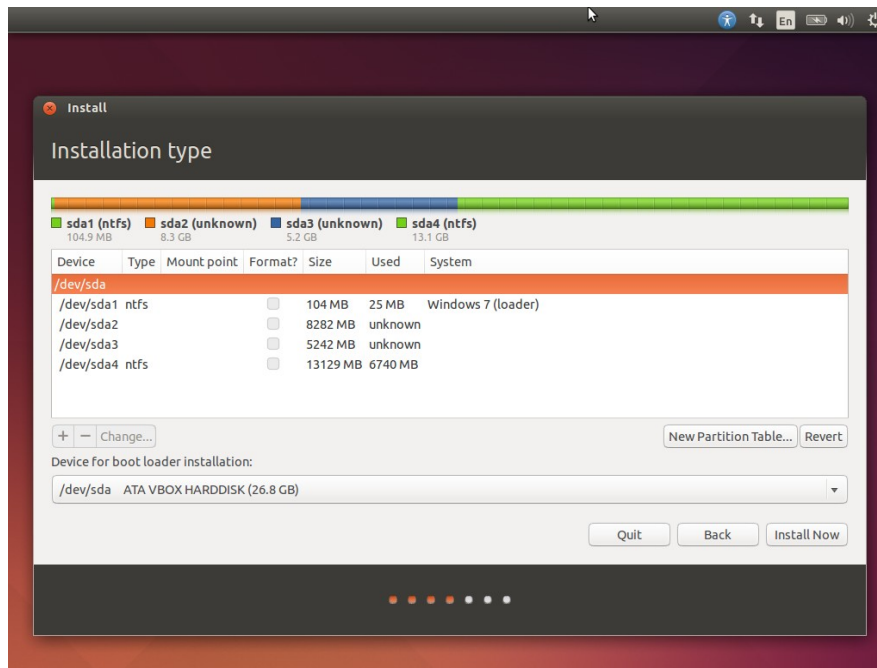 En
Install
Installation type
sda1 (ntfs) sda2 (unknown) sda3 (unknown) sda4 (ntfs)
104.9 MB 8.3 GB 5.2 GB 13.1 GB
Device Type Mount point Format? Size Used System
/dev/sda
/dev/sda1 ntfs 104 MB 25 MB Windows 7 (loader)
/dev/sda2 8282 MB unknown
/dev/sda3 5242 MB unknown
/dev/sda4 ntfs 13129 MB 6740 MB
+ − Change... New Partition Table... Revert
Device for boot loader installation:
/dev/sda ATA VBOX HARDDISK (26.8 GB)
Quit Back Install Now